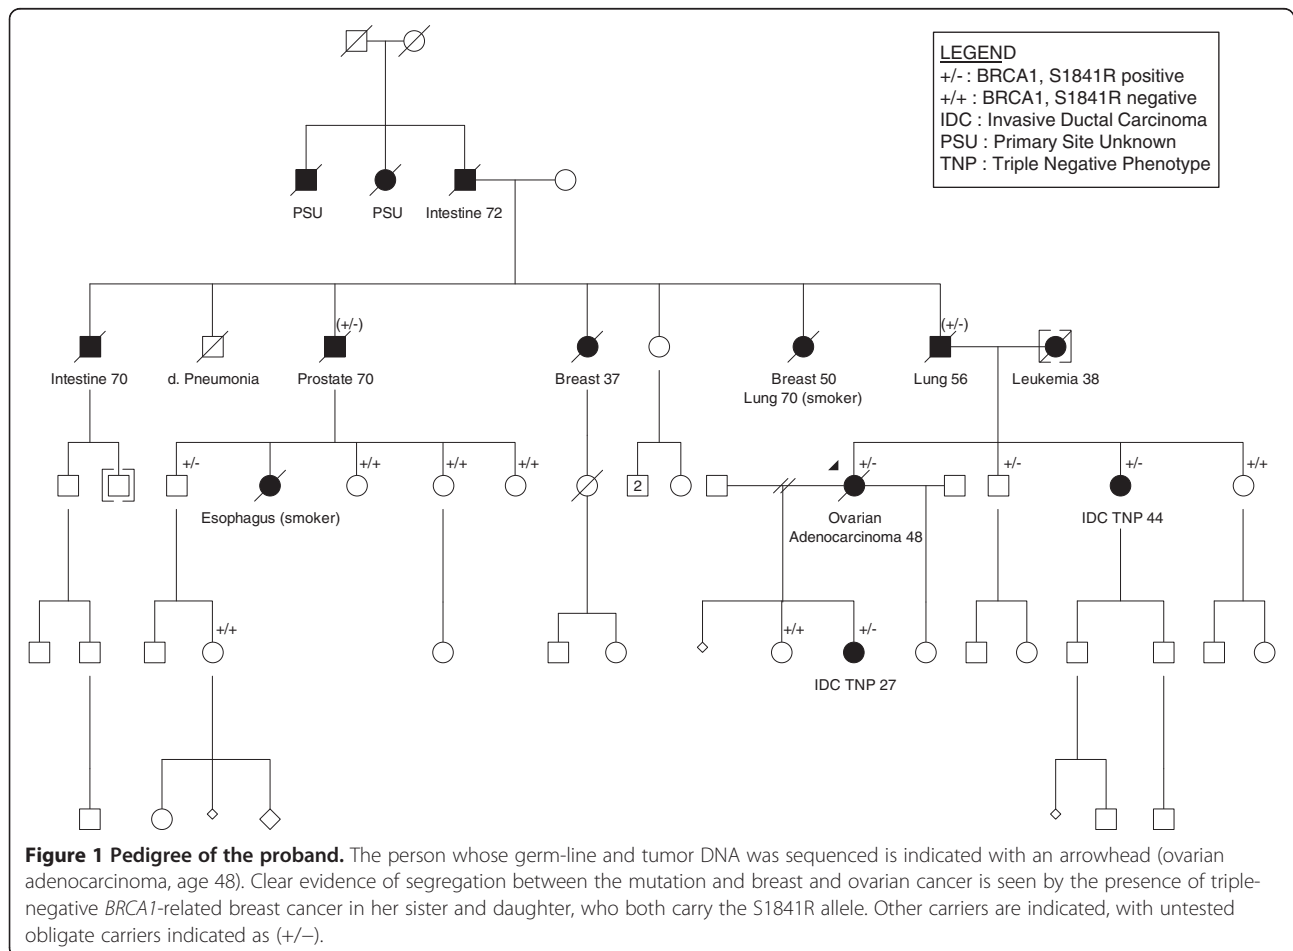 LEGEND
+/- : BRCA1, S1841R positive
+/+ : BRCA1, S1841R negative
IDC : Invasive Ductal Carcinoma
PSU : Primary Site Unknown
TNP : Triple Negative Phenotype
PSU
PSU
Intestine 72
(+/-)
(+/-)
Intestine 70
d. Pneumonia
Prostate 70
Breast 37
Breast 50
Lung 70 (smoker)
Lung 56
Leukemia 38
+/-
+/+
+/+
+/+
+/-
+/-
+/-
+/+
2
Esophagus (smoker)
Ovarian
Adenocarcinoma 48
IDC TNP 44
+/+
+/+
+/-
IDC TNP 27
Figure 1 Pedigree of the proband. The person whose germ-line and tumor DNA was sequenced is indicated with an arrowhead (ovarian
adenocarcinoma, age 48). Clear evidence of segregation between the mutation and breast and ovarian cancer is seen by the presence of triple-
negative BRCA1-related breast cancer in her sister and daughter, who both carry the S1841R allele. Other carriers are indicated, with untested
obligate carriers indicated as (+/−).